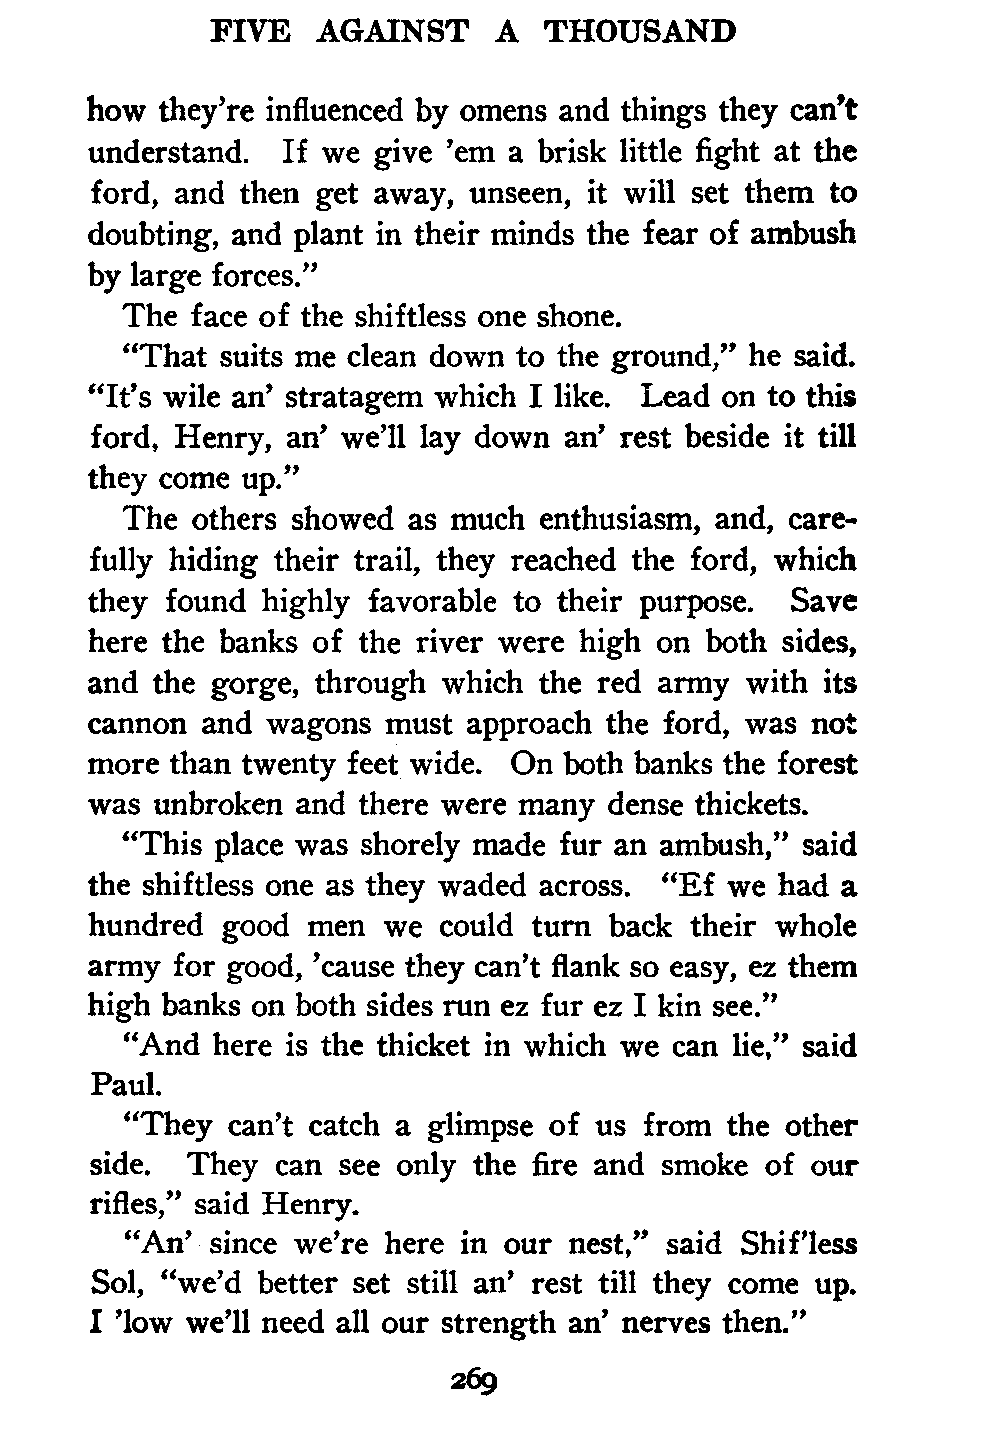 FIVE AGAINST A THOUSAND
how they're influenced by omens and things they can't
understand. If we give 'em a brisk little fight at the
ford, and then get away, unseen, it will set them to
doubting, and plant in their minds the fear of ambush
by large forces."
The face of the shiftless one shone.
"That suits me clean down to the ground," he said.
"It's wile an' stratagem which I like. Lead on to this
ford, Henry, an' we'll lay down an' rest beside it till
they come up."
The others showed as much enthusiasm, and, care-
fully hiding their trail, they reached the ford, which
they found highly favorable to their purpose. Save
here the banks of the river were high on both sides,
and the gorge, through which the red army with its
cannon and wagons must approach the ford, was not
more than twenty feet wide. On both banks the forest
was unbroken and there were many dense thickets.
"This place was shorely made fur an ambush," said
the shiftless one as they waded across. "Ef we had a
hundred good men we could turn back their whole
army for good, 'cause they can't flank so easy, ez them
high banks on both sides run ez fur ez I kin see."
"And here is the thicket in which we can lie," said
Paul.
"They can't catch a glimpse of us from the other
side. They can see only the fire and smoke of our
rifles," said Henry.
"An' since we're here in our nest," said Shif'less
Sol, "we'd better set still an' rest till they come up.
I 'low we'll need all our strength an' nerves then."
269